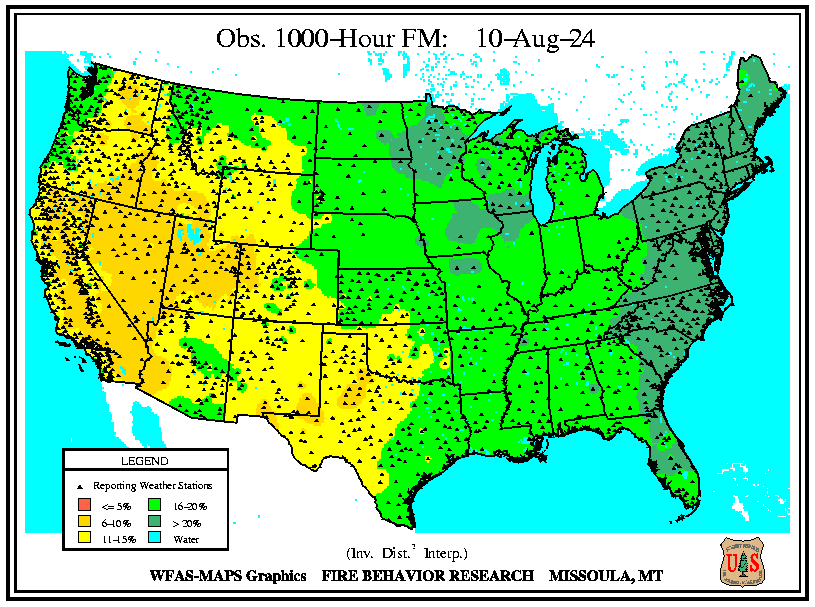 Obs. 1000-Hour FM: 10-Aug-24
LEGEND
Reporting Weather Stations
<= 5% 16-20%
6-10% > 20%
11-15% Water
(Inv. Dist.² Interp.)
WFAS-MAPS Graphics FIRE BEHAVIOR RESEARCH MISSOULA, MT
U S